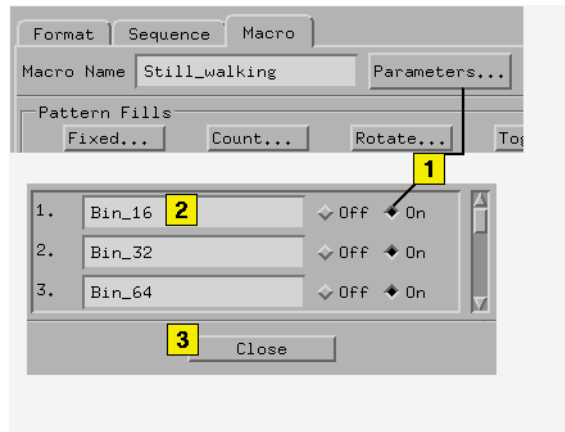 Format Sequence Macro
Macro Name Still_walking Parameters...
Pattern Fills
Fixed... Count... Rotate... Tog
1
1. Bin_16 2 Off On
2. Bin_32 Off On
3. Bin_64 Off On
3 Close